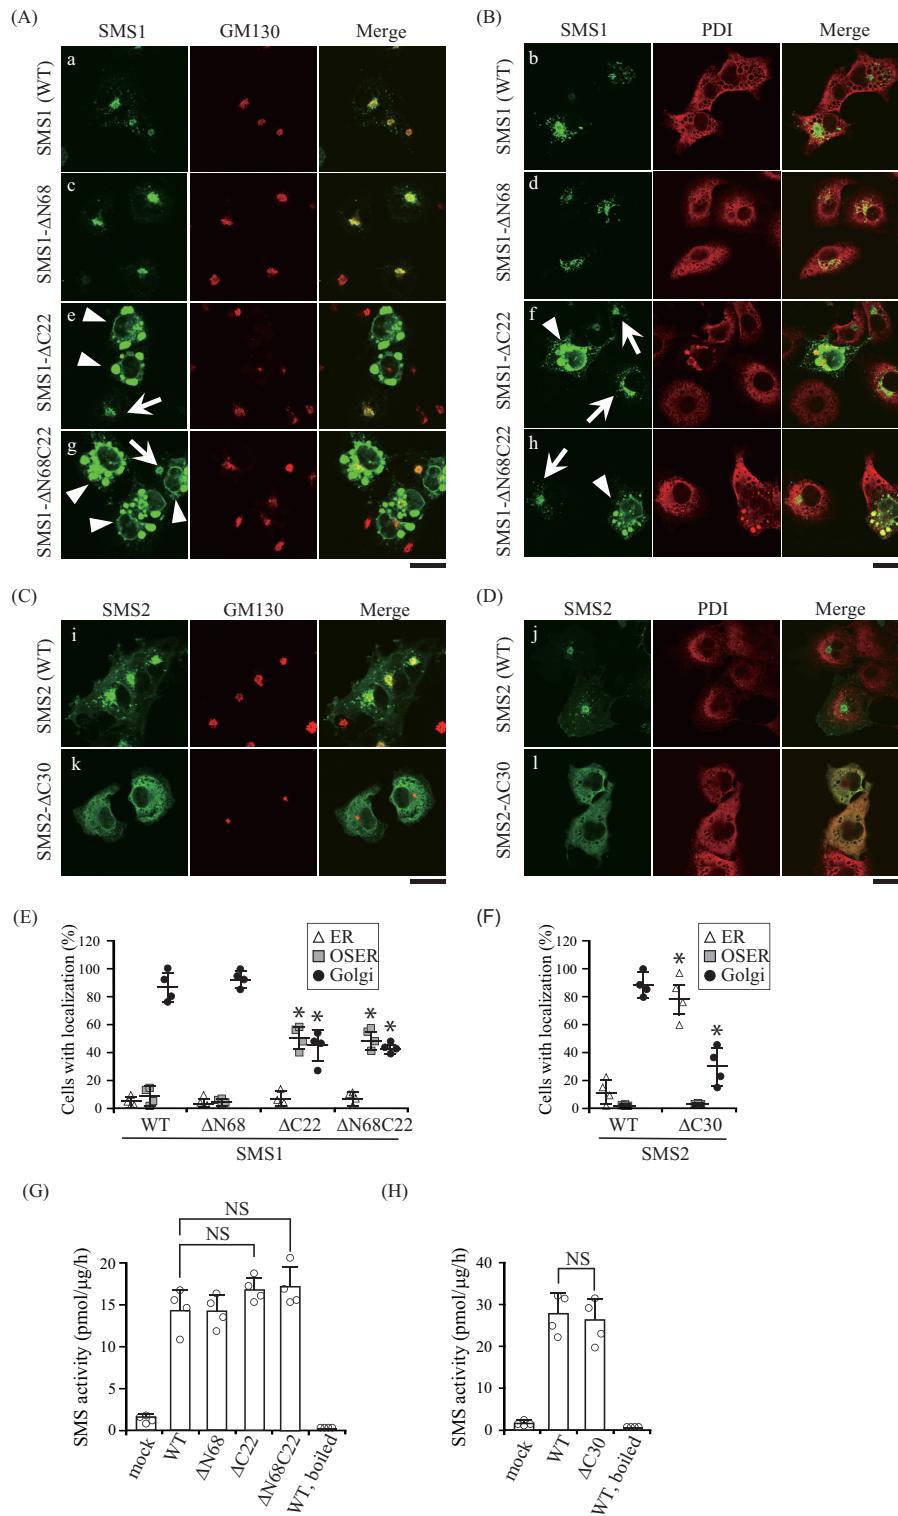 (A)
SMS1 GM130 Merge
SMS1 (WT)
a
SMS1-ΔN68
c
SMS1-ΔC22
e
SMS1-ΔN68C22
g
(B)
SMS1 PDI Merge
SMS1 (WT)
b
SMS1-ΔN68
d
SMS1-ΔC22
f
SMS1-ΔN68C22
h
(C)
SMS2 GM130 Merge
SMS2 (WT)
i
SMS2-ΔC30
k
(D)
SMS2 PDI Merge
SMS2 (WT)
j
SMS2-ΔC30
l
(E)
Cells with localization (%)
120
100
80
60
40
20
0
ER
OSER
Golgi
* * * *
WT ΔN68 ΔC22 ΔN68C22
SMS1
(F)
Cells with localization (%)
120
100
80
60
40
20
0
ER
OSER
Golgi
* *
WT ΔC30
SMS2
(G)
SMS activity (pmol/μg/h)
20
15
10
5
0
NS
NS
mock WT ΔN68 ΔC22 ΔN68C22 WT, boiled
(H)
SMS activity (pmol/μg/h)
40
30
20
10
0
NS
mock WT ΔC30 WT, boiled